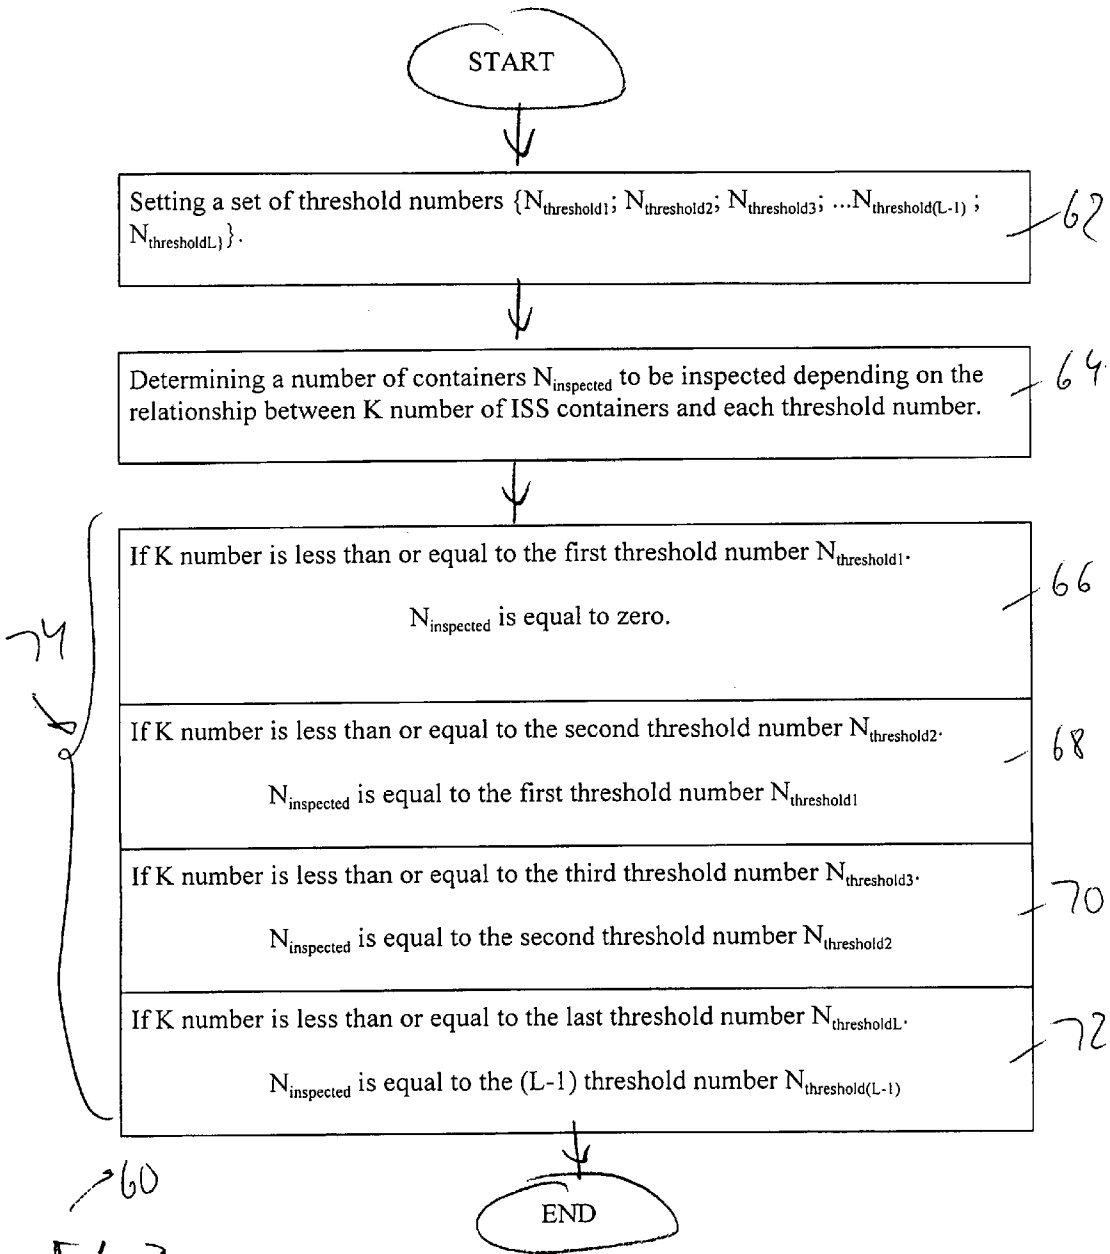 START
Setting a set of threshold numbers {Nthreshold1; Nthreshold2; Nthreshold3; ...Nthreshold(L-1) ;
NthresholdL}}.
62
Determining a number of containers Ninspected to be inspected depending on the
relationship between K number of ISS containers and each threshold number.
64
If K number is less than or equal to the first threshold number Nthreshold1.
Ninspected is equal to zero.
66
74
If K number is less than or equal to the second threshold number Nthreshold2.
Ninspected is equal to the first threshold number Nthreshold1
68
If K number is less than or equal to the third threshold number Nthreshold3.
Ninspected is equal to the second threshold number Nthreshold2
70
If K number is less than or equal to the last threshold number NthresholdL.
Ninspected is equal to the (L-1) threshold number Nthreshold(L-1)
72
60
END